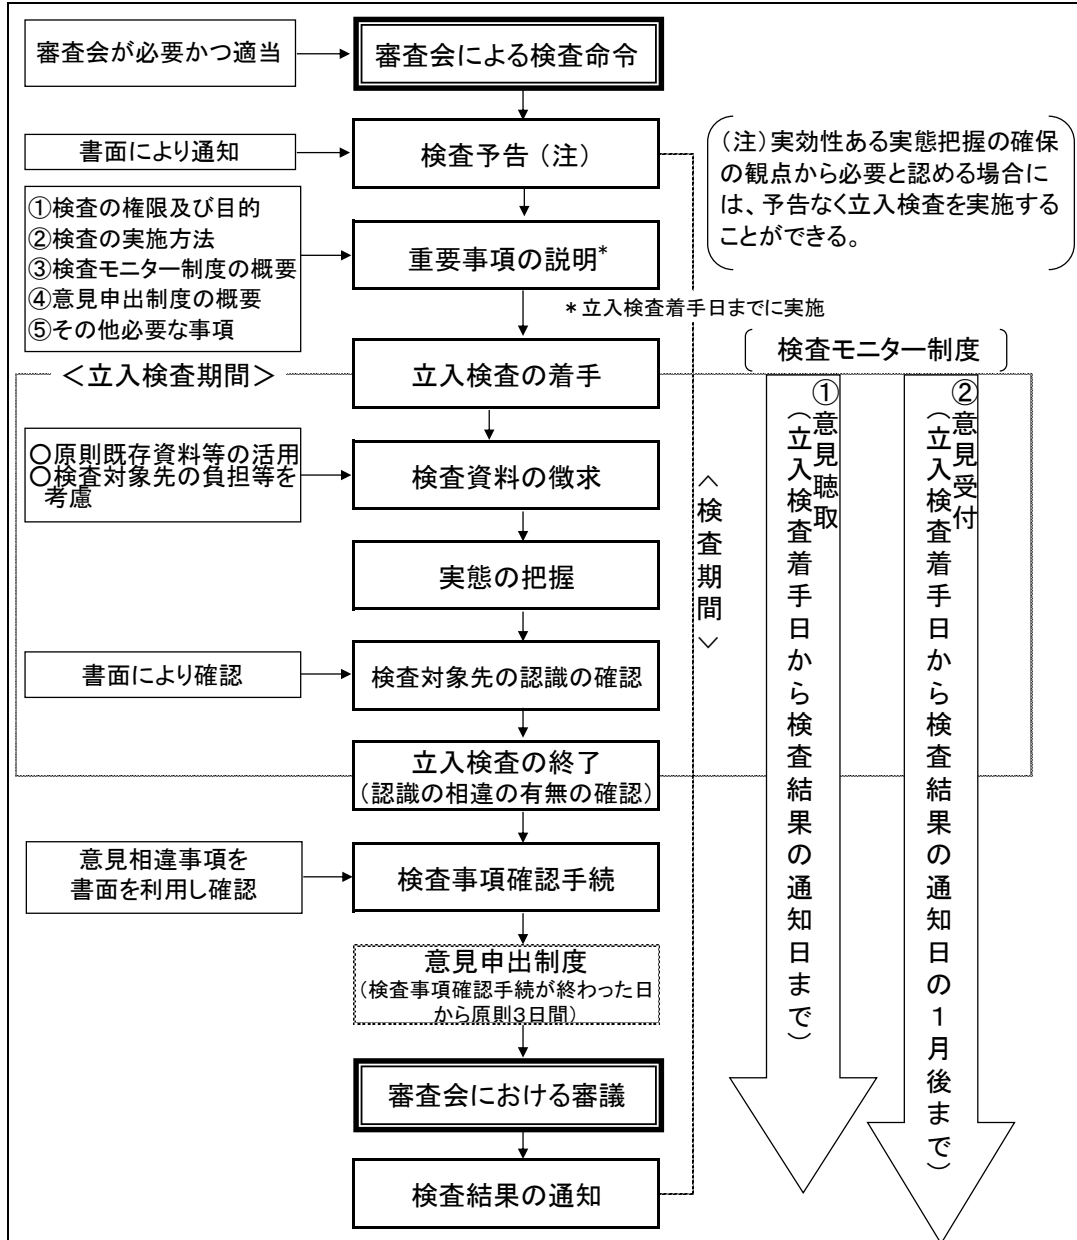 審査会が必要かつ適当
審査会による検査命令
書面により通知
検査予告（注）
（注）実効性ある実態把握の確保
の観点から必要と認める場合に
は、予告なく立入検査を実施する
ことができる。
①検査の権限及び目的
②検査の実施方法
③検査モニター制度の概要
④意見申出制度の概要
⑤その他必要な事項
重要事項の説明*
＊立入検査着手日までに実施
検査モニター制度
＜立入検査期間＞
立入検査の着手
○原則既存資料等の活用
○検査対象先の負担等を
考慮
検査資料の徴求
実態の把握
書面により確認
検査対象先の認識の確認
立入検査の終了
（認識の相違の有無の確認）
＜検査期間＞
①意見聴取
（立入検査着手日から検査結果の通知日まで）
②意見受付
（立入検査着手日から検査結果の通知日の１月後まで）
意見相違事項を
書面を利用し確認
検査事項確認手続
意見申出制度
（検査事項確認手続が終わった日
から原則3日間）
審査会における審議
検査結果の通知